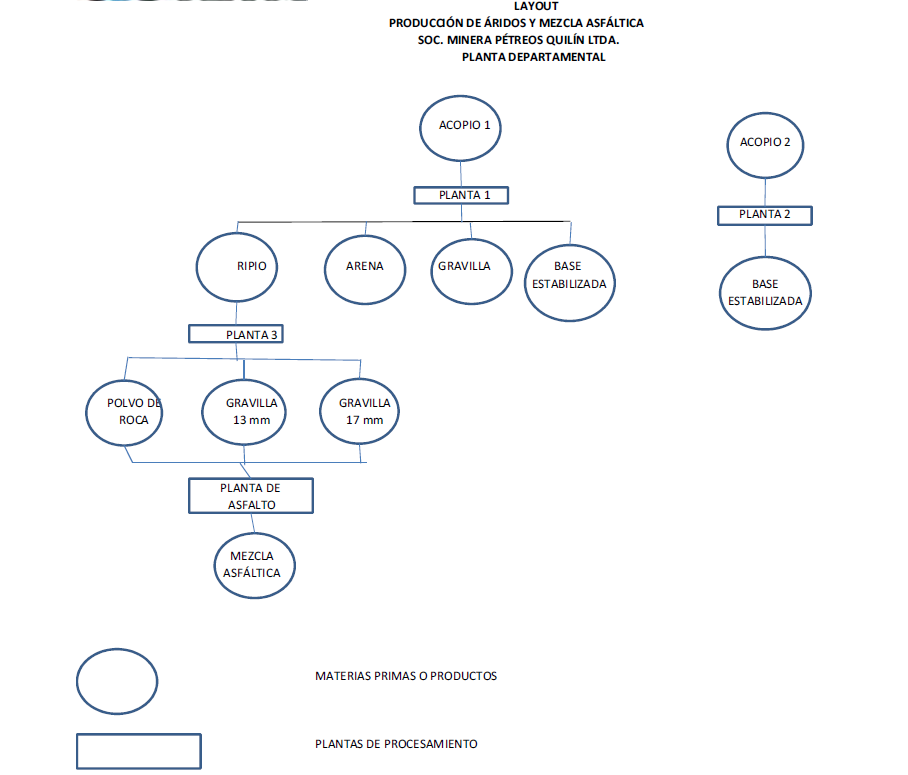 LAYOUT
PRODUCCIÓN DE ÁRIDOS Y MEZCLA ASFÁLTICA
SOC. MINERA PÉTREOS QUILÍN LTDA.
PLANTA DEPARTAMENTAL
ACOPIO 1
ACOPIO 2
PLANTA 1
PLANTA 2
RIPIO
ARENA
GRAVILLA
BASE
ESTABILIZADA
BASE
ESTABILIZADA
PLANTA 3
POLVO DE
ROCA
GRAVILLA
13 mm
GRAVILLA
17 mm
PLANTA DE
ASFALTO
MEZCLA
ASFÁLTICA
MATERIAS PRIMAS O PRODUCTOS
PLANTAS DE PROCESAMIENTO